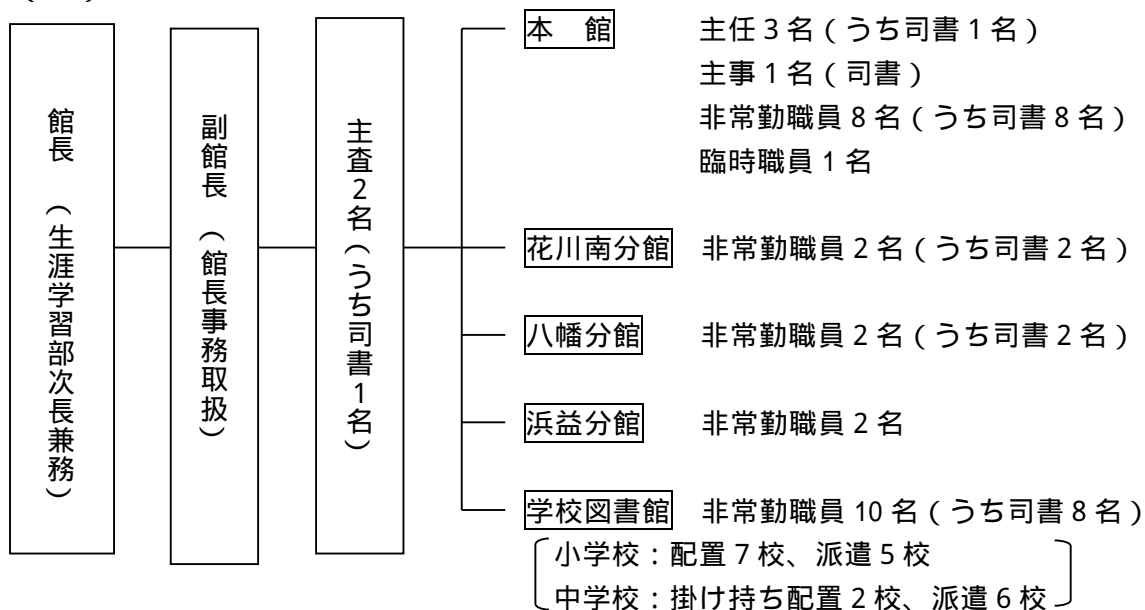 館長 （生涯学習部次長兼務）
副館長 （館長事務取扱）
主査２名（うち司書１名）
本　館　主任 3 名（うち司書 1 名）
主事 1 名（司書）
非常勤職員 8 名（うち司書 8 名）
臨時職員 1 名
花川南分館　非常勤職員 2 名（うち司書 2 名）
八幡分館　非常勤職員 2 名（うち司書 2 名）
浜益分館　非常勤職員 2 名
学校図書館　非常勤職員 10 名（うち司書 8 名）
小学校：配置 7 校、派遣 5 校
中学校：掛け持ち配置 2 校、派遣 6 校